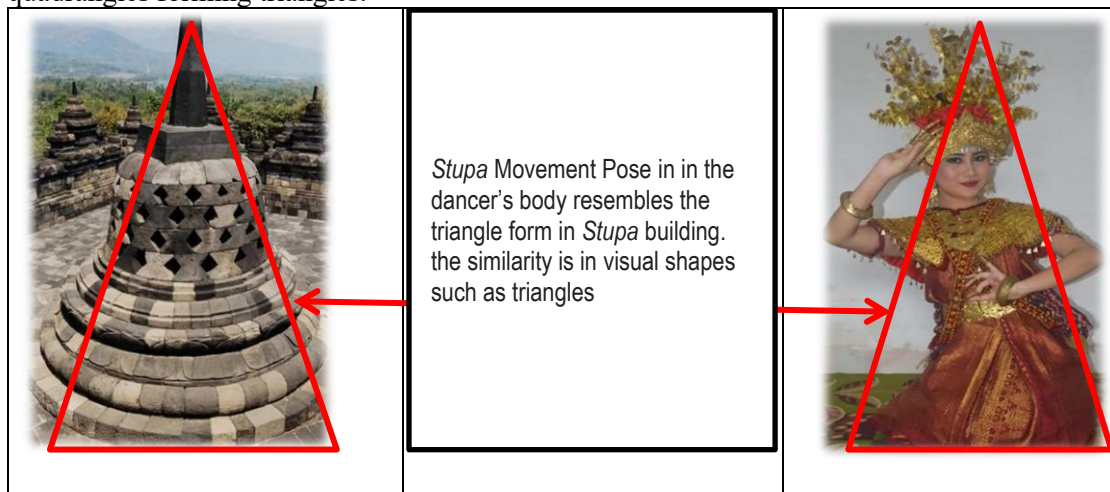 Stupa Movement Pose in in the
dancer's body resembles the
triangle form in Stupa building.
the similarity is in visual shapes
such as triangles